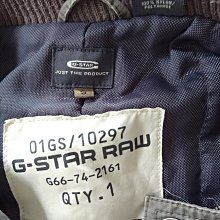 100% NYLON
POLYAMIDE
G-STAR
JUST THE PRODUCT
01GS/10297
G-STAR RAW
G66-74-2161
QTY.1